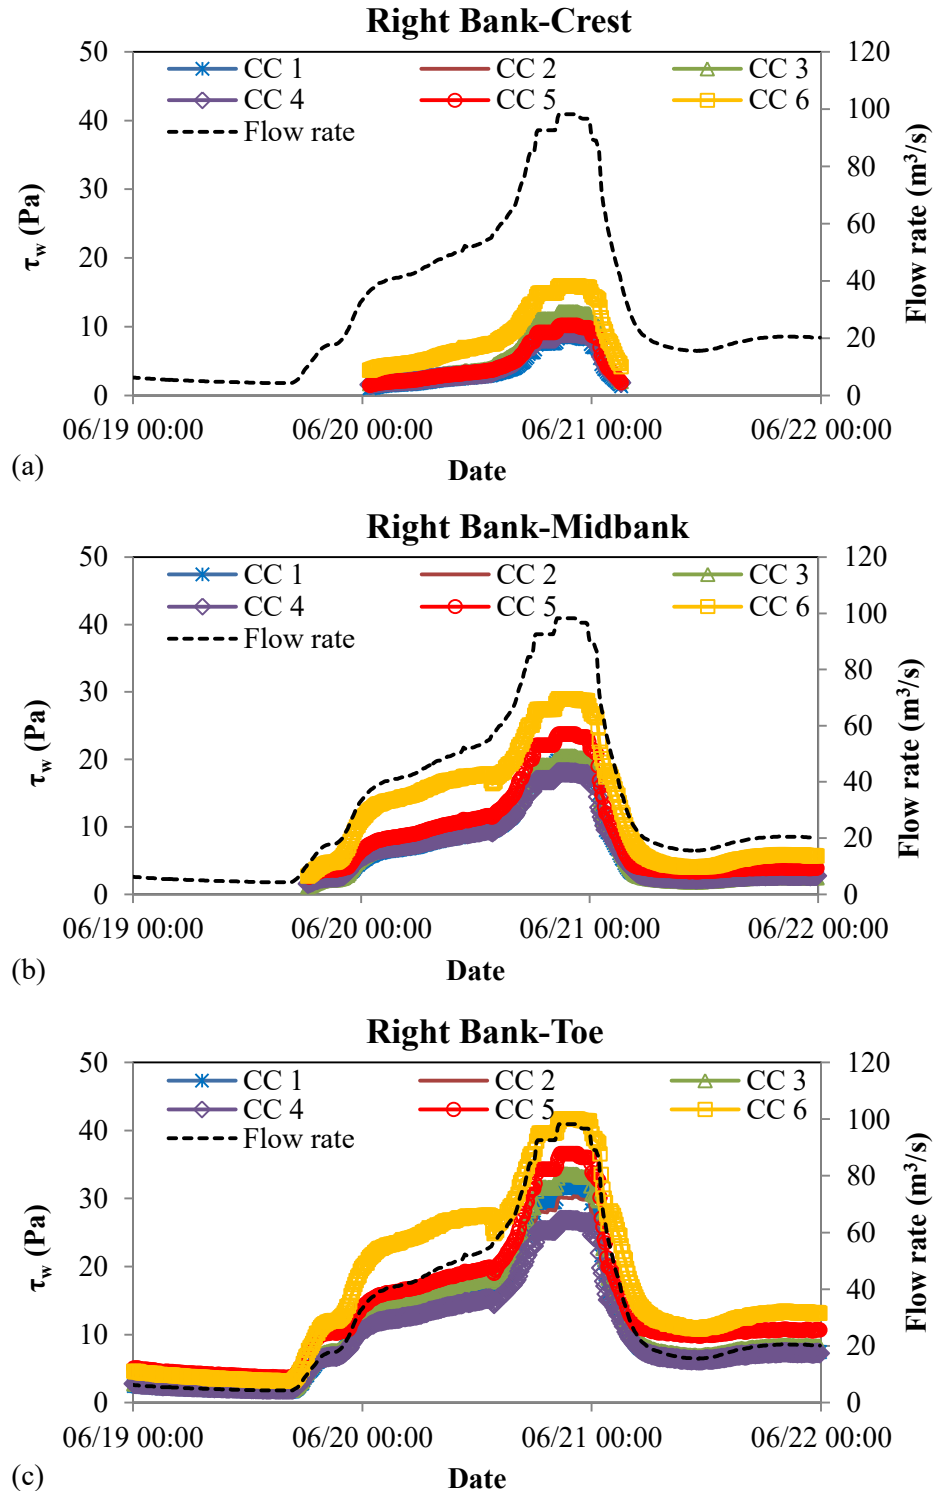 Right Bank-Crest
50 120
CC 1 CC 2 CC 3
CC 4 CC 5 CC 6
Flow rate
40 100
30 80
20 60
10 40
0 20
0
τw (Pa)
Flow rate (m³/s)
06/19 00:00 06/20 00:00 06/21 00:00 06/22 00:00
(a) Date
Right Bank-Midbank
50 120
CC 1 CC 2 CC 3
CC 4 CC 5 CC 6
Flow rate
40 100
30 80
20 60
10 40
0 20
0
τw (Pa)
Flow rate (m³/s)
06/19 00:00 06/20 00:00 06/21 00:00 06/22 00:00
(b) Date
Right Bank-Toe
50 120
CC 1 CC 2 CC 3
CC 4 CC 5 CC 6
Flow rate
40 100
30 80
20 60
10 40
0 20
0
τw (Pa)
Flow rate (m³/s)
06/19 00:00 06/20 00:00 06/21 00:00 06/22 00:00
(c) Date